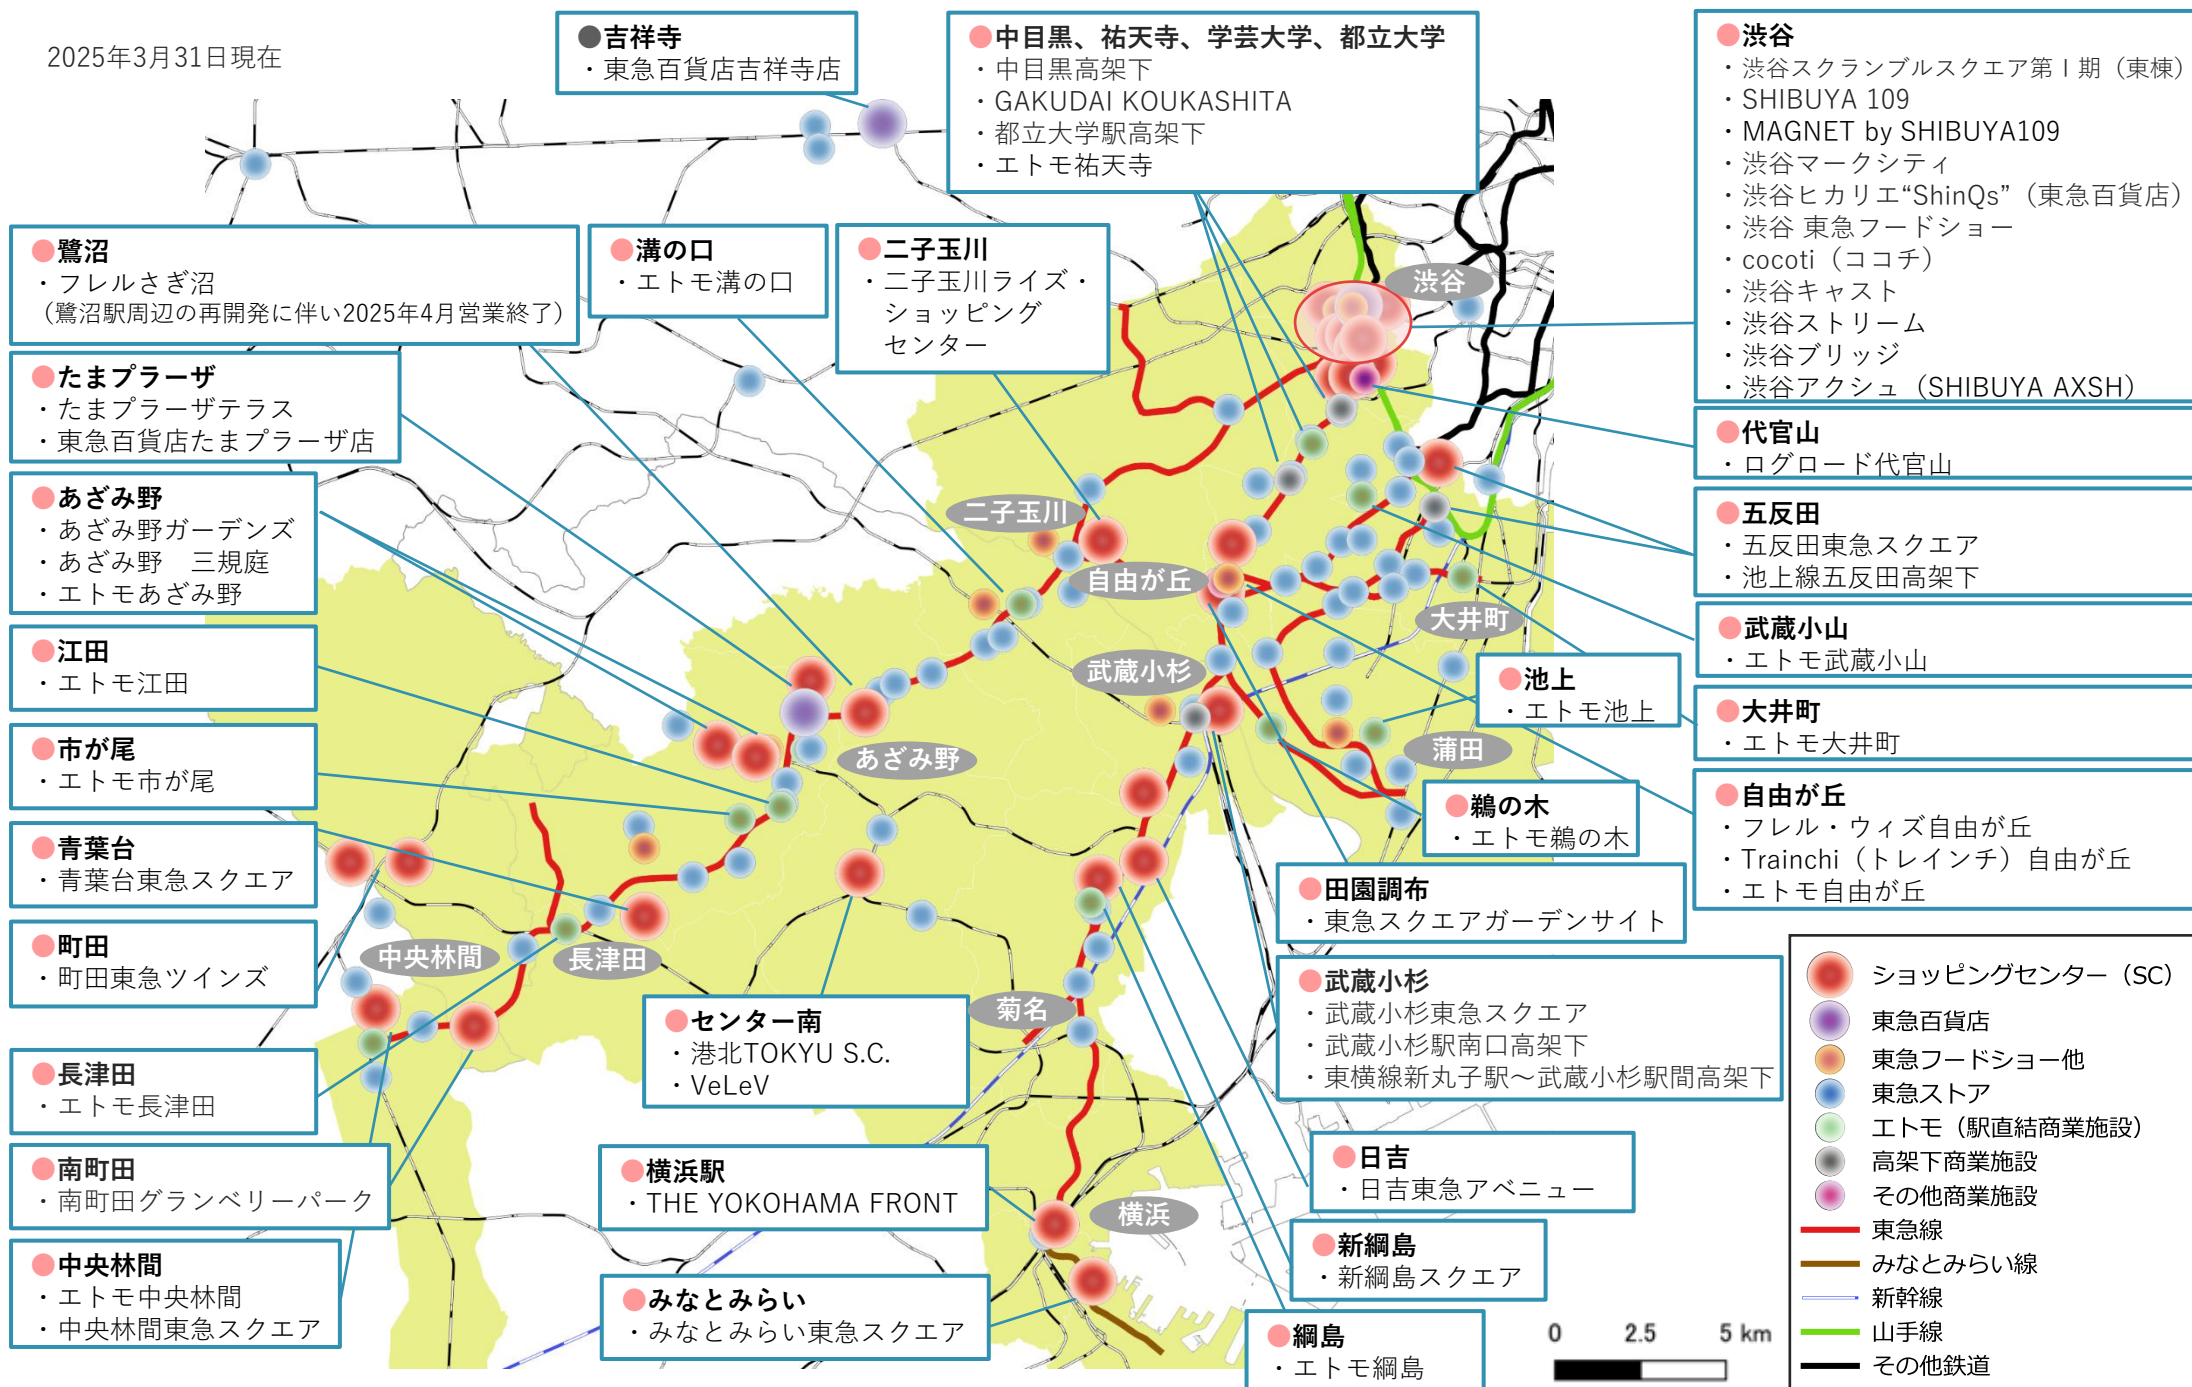 2025年3月31日現在
●吉祥寺
・東急百貨店吉祥寺店
●中目黒、祐天寺、学芸大学、都立大学
・中目黒高架下
・GAKUDAI KOUKASHITA
・都立大学駅高架下
・エトモ祐天寺
●渋谷
・渋谷スクランブルスクエア第Ⅰ期（東棟）
・SHIBUYA 109
・MAGNET by SHIBUYA109
・渋谷マークシティ
・渋谷ヒカリエ“ShinQs”（東急百貨店）
・渋谷 東急フードショー
・cocoti（ココチ）
・渋谷キャスト
・渋谷ストリーム
・渋谷ブリッジ
・渋谷アクシュ（SHIBUYA AXSH）
●鷺沼
・フレルさぎ沼
（鷺沼駅周辺の再開発に伴い2025年4月営業終了）
●溝の口
・エトモ溝の口
●二子玉川
・二子玉川ライズ・
ショッピング
センター
●たまプラーザ
・たまプラーザテラス
・東急百貨店たまプラーザ店
●あざみ野
・あざみ野ガーデンズ
・あざみ野　三規庭
・エトモあざみ野
●江田
・エトモ江田
●市が尾
・エトモ市が尾
●青葉台
・青葉台東急スクエア
●町田
・町田東急ツインズ
●長津田
・エトモ長津田
●南町田
・南町田グランベリーパーク
●中央林間
・エトモ中央林間
・中央林間東急スクエア
渋谷
二子玉川
自由が丘
大井町
武蔵小杉
あざみ野
蒲田
中央林間
長津田
菊名
横浜
●代官山
・ログロード代官山
●五反田
・五反田東急スクエア
・池上線五反田高架下
●武蔵小山
・エトモ武蔵小山
●池上
・エトモ池上
●大井町
・エトモ大井町
●鵜の木
・エトモ鵜の木
●自由が丘
・フレル・ウィズ自由が丘
・Trainchi（トレインチ）自由が丘
・エトモ自由が丘
●田園調布
・東急スクエアガーデンサイト
●武蔵小杉
・武蔵小杉東急スクエア
・武蔵小杉駅南口高架下
・東横線新丸子駅～武蔵小杉駅間高架下
●センター南
・港北TOKYU S.C.
・VeLeV
●横浜駅
・THE YOKOHAMA FRONT
●みなとみらい
・みなとみらい東急スクエア
●日吉
・日吉東急アベニュー
●新綱島
・新綱島スクエア
●綱島
・エトモ綱島
ショッピングセンター（SC）
東急百貨店
東急フードショー他
東急ストア
エトモ（駅直結商業施設）
高架下商業施設
その他商業施設
東急線
みなとみらい線
新幹線
山手線
その他鉄道
0 2.5 5 km